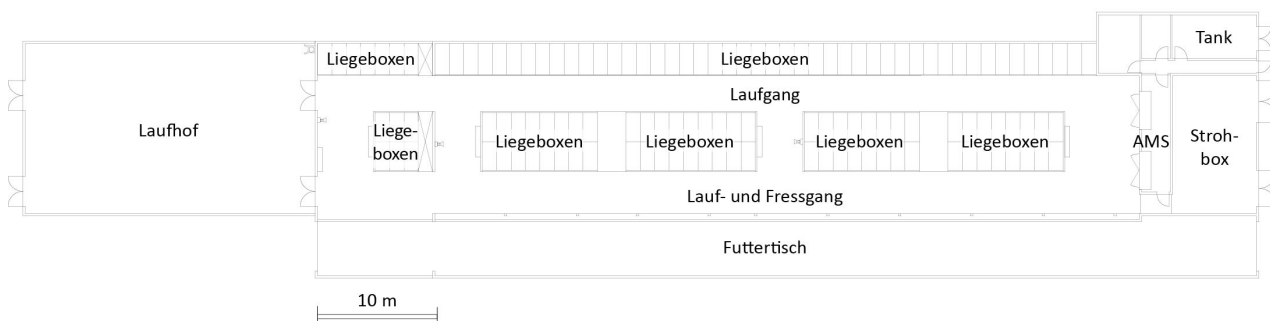 Tank
Liegeboxen
Liegeboxen
Laufgang
Laufhof
Liege-
boxen
Liegeboxen
Liegeboxen
Liegeboxen
Liegeboxen
AMS
Stroh-
box
Lauf- und Fressgang
Futtertisch
10 m